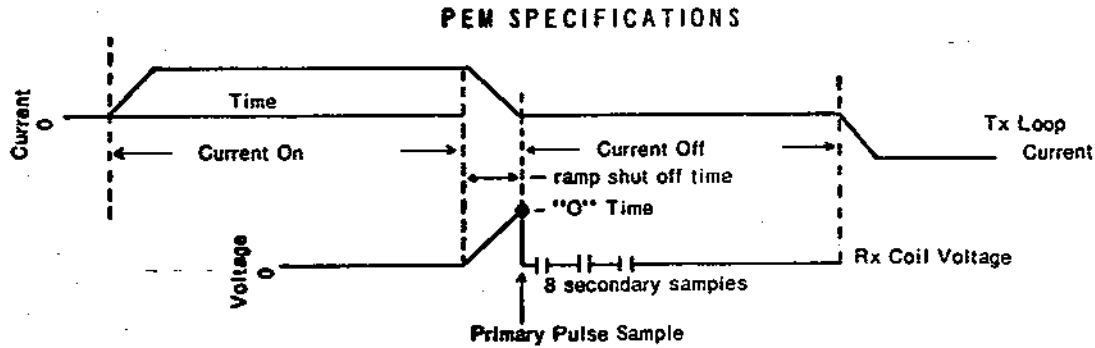 PEM SPECIFICATIONS
Current
0
Time
Tx Loop
Current
Current On
Current Off
ramp shut off time
"O" Time
Voltage
0
Rx Coil Voltage
8 secondary samples
Primary Pulse Sample